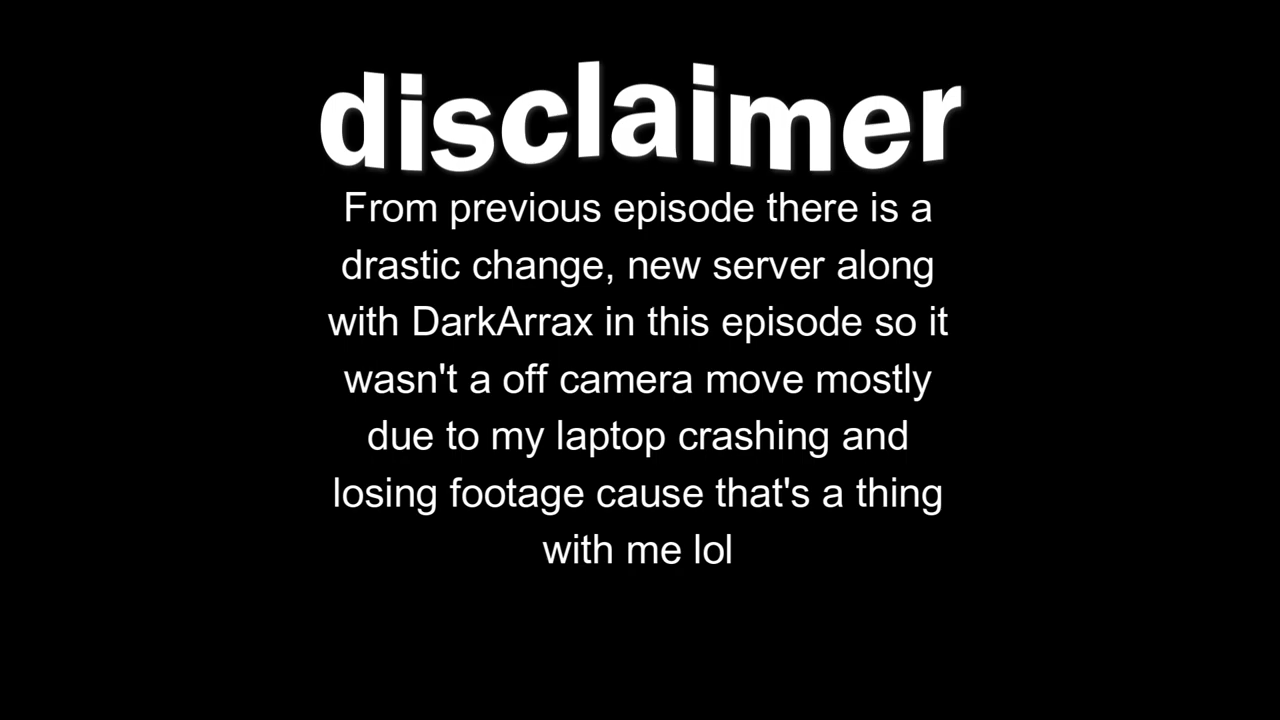 disclaimer
From previous episode there is a
drastic change, new server along
with DarkArrax in this episode so it
wasn't a off camera move mostly
due to my laptop crashing and
losing footage cause that's a thing
with me lol